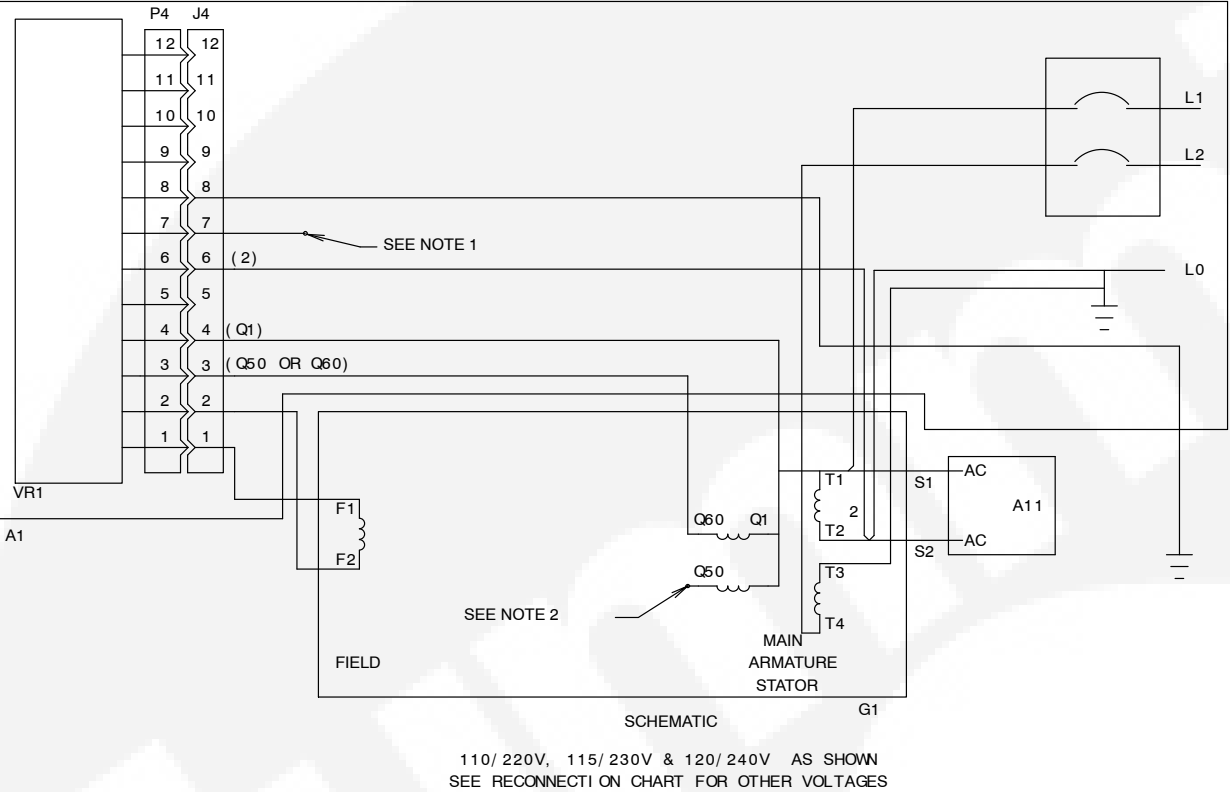 P4 J4
12 12
11 11
10 10
9 9
8 8
7 7
SEE NOTE 1
6 6 (2)
5 5
4 4 (Q1)
3 3 (Q50 OR Q60)
2 2
1 1
VR1
A1
L1
L2
L0
F1
F2
FIELD
Q60 Q1
Q50
SEE NOTE 2
T1
2
T2
T3
T4
S1
S2
AC
A11
AC
MAIN
ARMATURE
STATOR
G1
SCHEMATIC
110/220V, 115/230V & 120/240V AS SHOWN
SEE RECONNECTION CHART FOR OTHER VOLTAGES